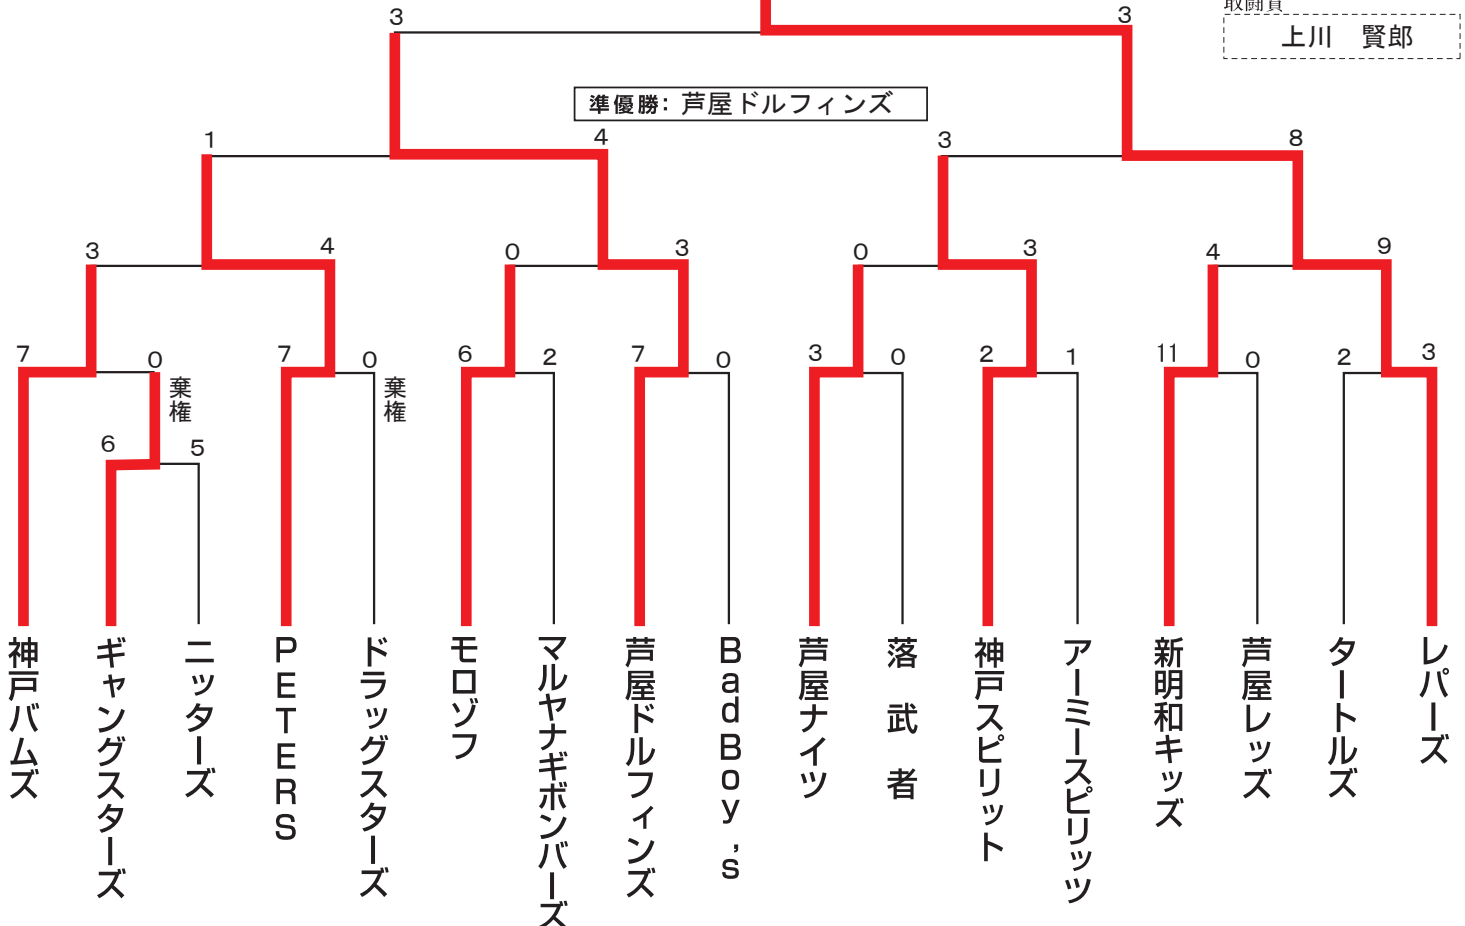 敢闘賞
上川 賢郎
3
3
準優勝: 芦屋ドルフィンズ
1
4
3
8
3
4
0
3
0
3
4
9
7
0
棄権
7
0
棄権
6
2
7
0
3
0
2
1
11
0
2
3
6
5
神戸バムズ
ギャングスターズ
ニッターズ
PETERS
ドラッグスターズ
モロゾフ
マルヤナギボンバーズ
芦屋ドルフィンズ
BadBoy,s
芦屋ナイツ
落武者
神戸スピリット
アーミースピリッツ
新明和キッズ
芦屋レッズ
タートルズ
レパーズ